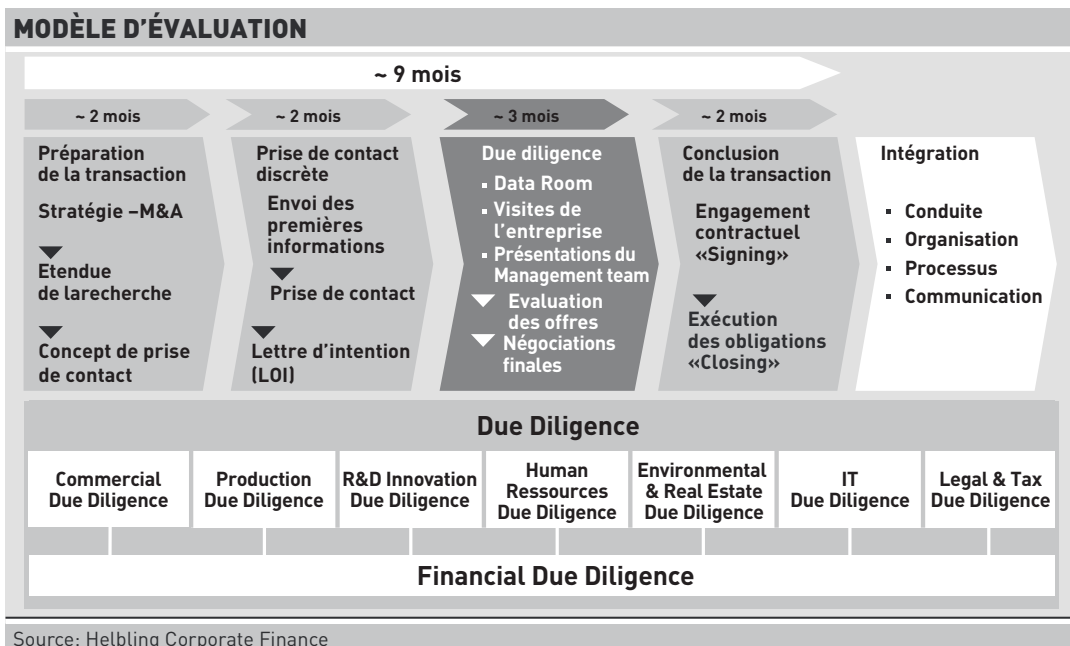 MODÈLE D’ÉVALUATION
~ 9 mois
~ 2 mois
~ 2 mois
~ 3 mois
~ 2 mois
Préparation
de la transaction
Stratégie –M&A
Etendue
de larecherche
Concept de prise
de contact
Prise de contact
discrète
Envoi des
premières
informations
Prise de contact
Lettre d’intention
(LOI)
Due diligence
▪ Data Room
▪ Visites de
l’entreprise
▪ Présentations du
Management team
Evaluation
des offres
Négociations
finales
Conclusion
de la transaction
Engagement
contractuel
«Signing»
Exécution
des obligations
«Closing»
Intégration
▪ Conduite
▪ Organisation
▪ Processus
▪ Communication
Due Diligence
Commercial
Due Diligence
Production
Due Diligence
R&D Innovation
Due Diligence
Human
Ressources
Due Diligence
Environmental
& Real Estate
Due Diligence
IT
Due Diligence
Legal & Tax
Due Diligence
Financial Due Diligence
Source: Helbling Corporate Finance